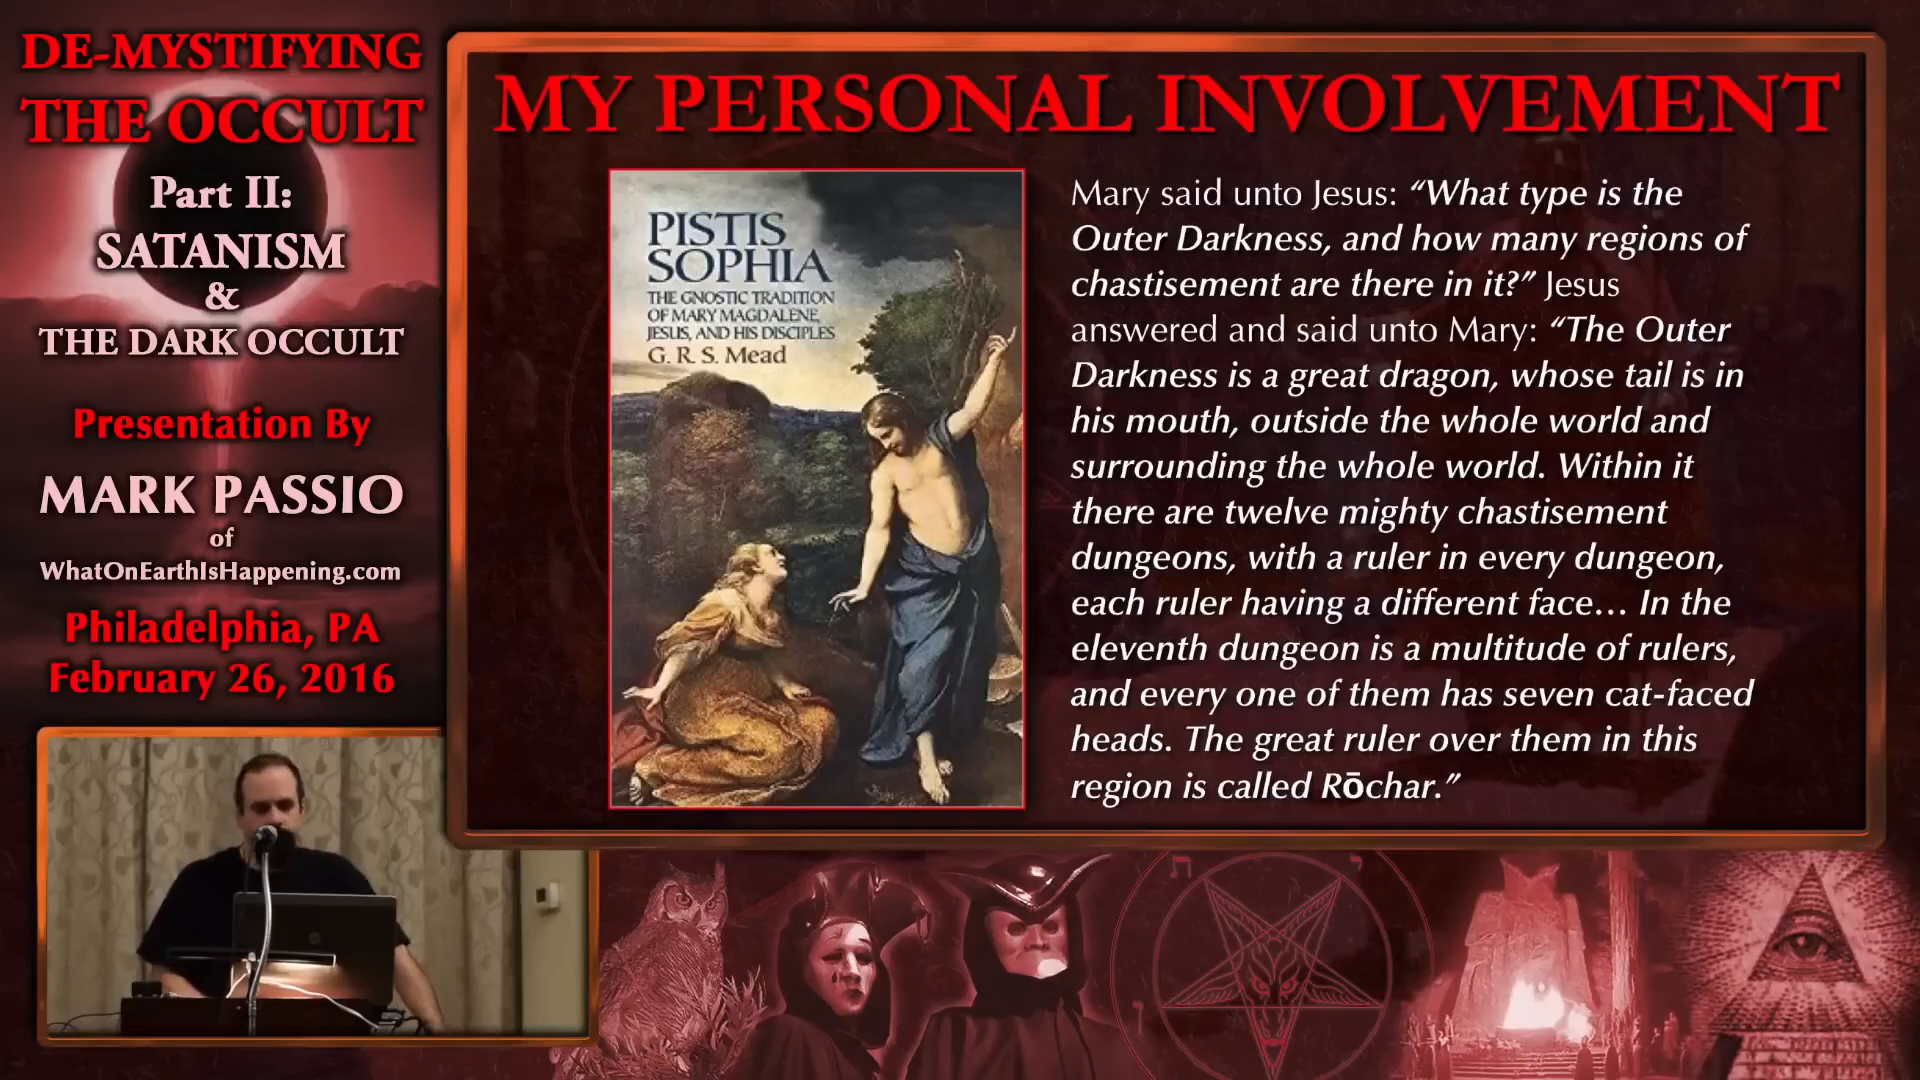 DE-MYSTIFYING
THE OCCULT
Part II:
SATANISM
&
THE DARK OCCULT
Presentation By
MARK PASSIO
of
WhatOnEarthIsHappening.com
Philadelphia, PA
February 26, 2016
MY PERSONAL INVOLVEMENT
PISTIS
SOPHIA
THE GNOSTIC TRADITION
OF MARY MAGDALENE,
JESUS, AND HIS DISCIPLES
G. R. S. Mead
Mary said unto Jesus: “What type is the
Outer Darkness, and how many regions of
chastisement are there in it?” Jesus
answered and said unto Mary: “The Outer
Darkness is a great dragon, whose tail is in
his mouth, outside the whole world and
surrounding the whole world. Within it
there are twelve mighty chastisement
dungeons, with a ruler in every dungeon,
each ruler having a different face… In the
eleventh dungeon is a multitude of rulers,
and every one of them has seven cat-faced
heads. The great ruler over them in this
region is called Rōchar.”